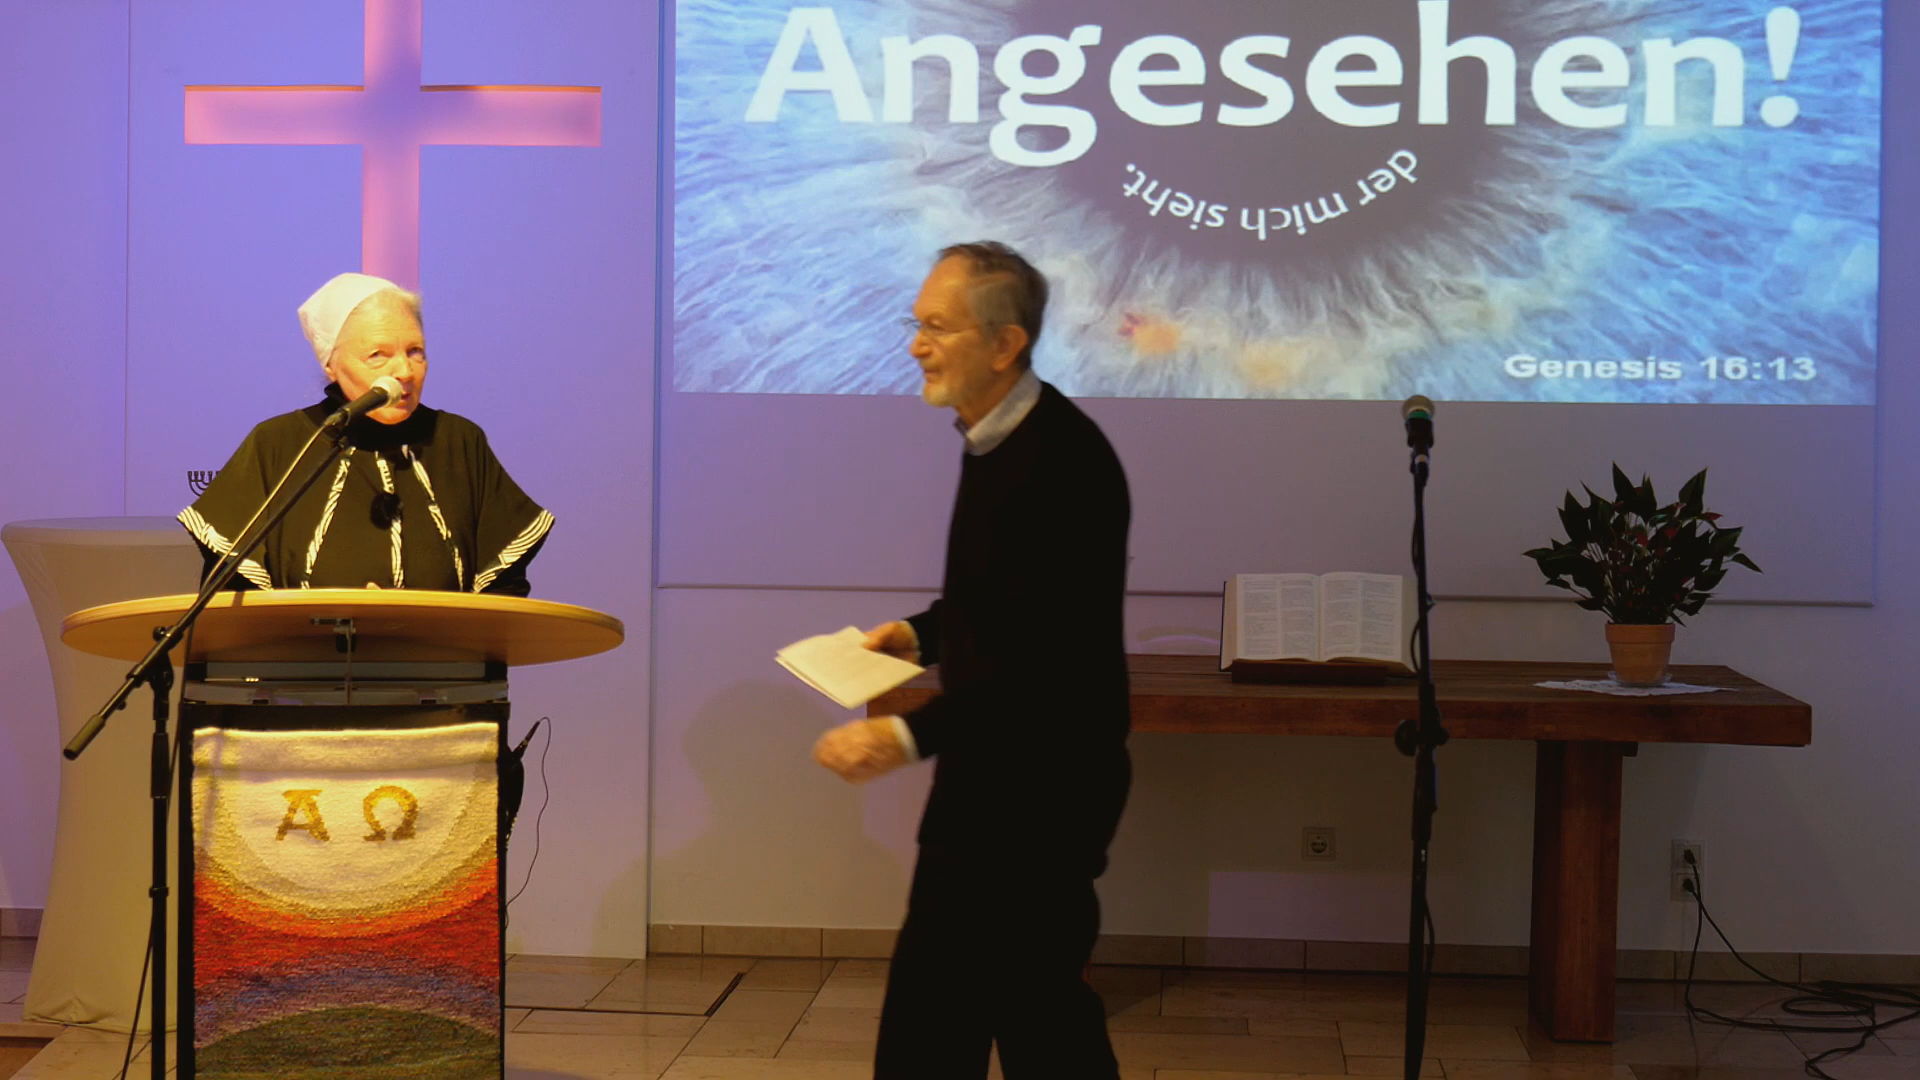 Angesehen!
der mich sieht.
Genesis 16:13
Α Ω